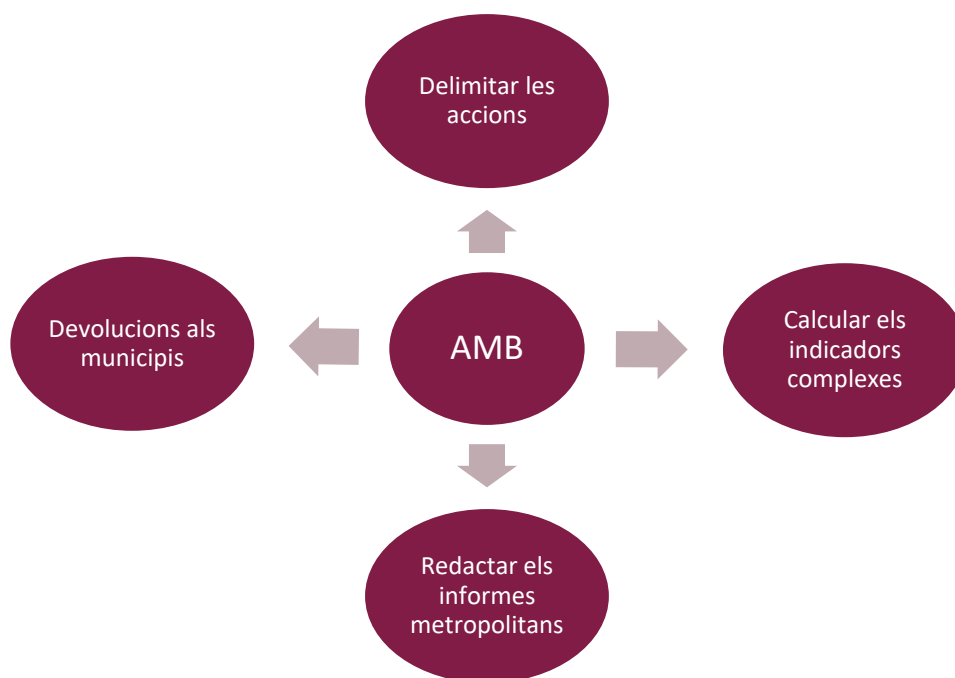 Delimitar les
accions
Devolucions als
municipis
AMB
Calcular els
indicadors
complexes
Redactar els
informes
metropolitans